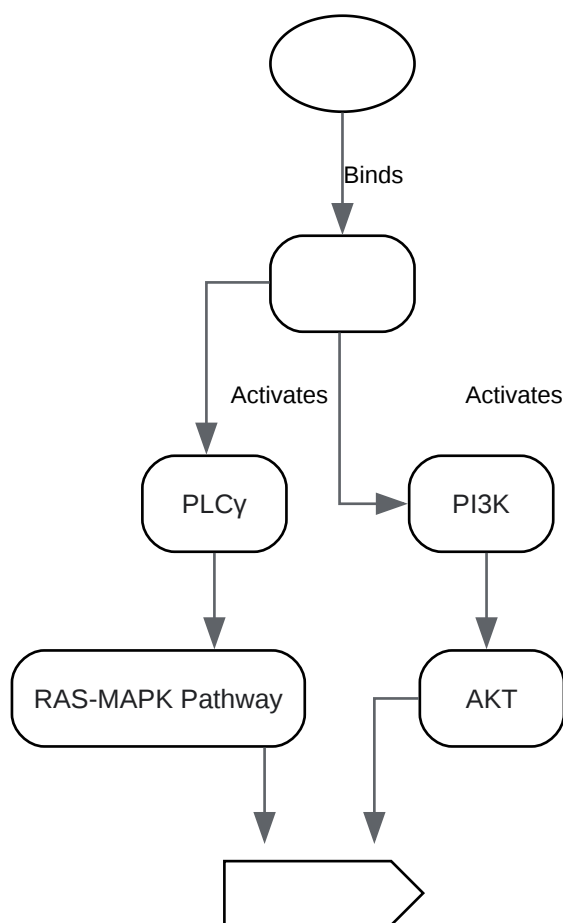 Binds
Activates
Activates
PLCγ
PI3K
RAS-MAPK Pathway
AKT